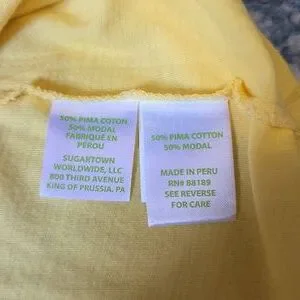 50% PIMA COTTON
50% MODAL
FABRIQUÉ EN
PÉROU
SUGARTOWN
WORLDWIDE, LLC
800 THIRD AVENUE
KING OF PRUSSIA, PA
50% PIMA COTTON
50% MODAL
MADE IN PERU
RN# 88189
SEE REVERSE
FOR CARE